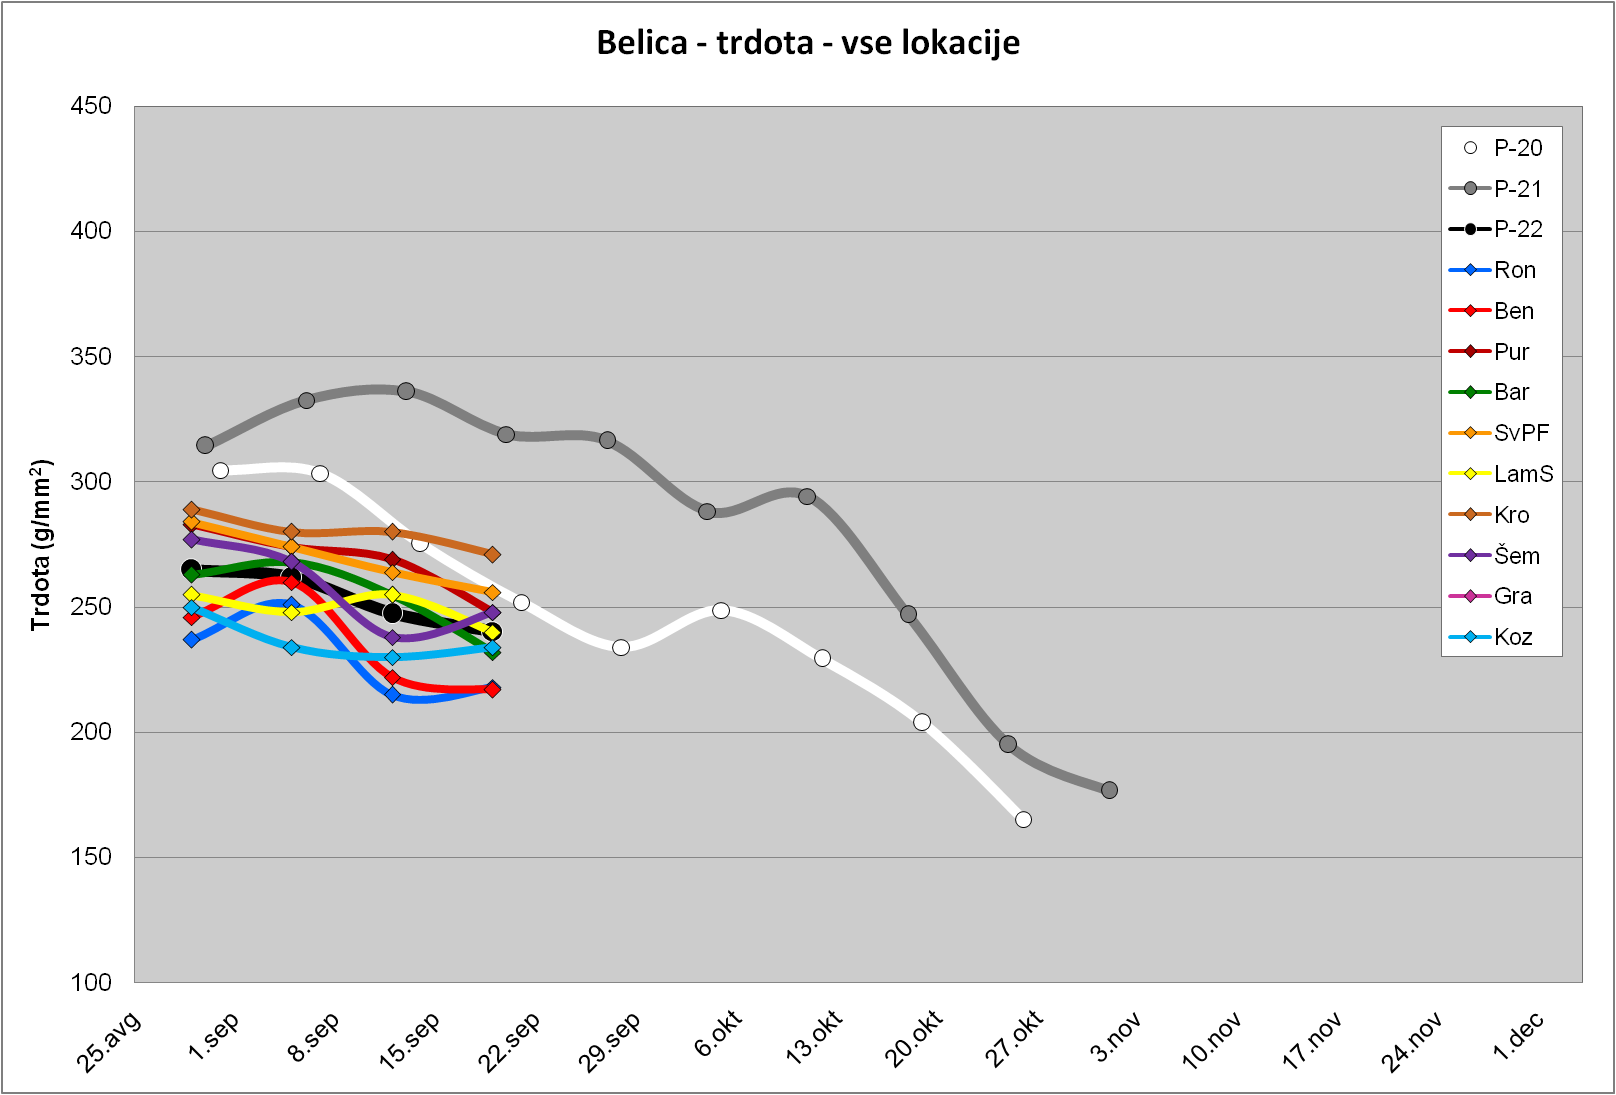 Belica - trdota - vse lokacije
Trdota (g/mm²)
450
400
350
300
250
200
150
100
25.avg
1.sep
8.sep
15.sep
22.sep
29.sep
6.okt
13.okt
20.okt
27.okt
3.nov
10.nov
17.nov
24.nov
1.dec
P-20
P-21
P-22
Ron
Ben
Pur
Bar
SvPF
LamS
Kro
Šem
Gra
Koz